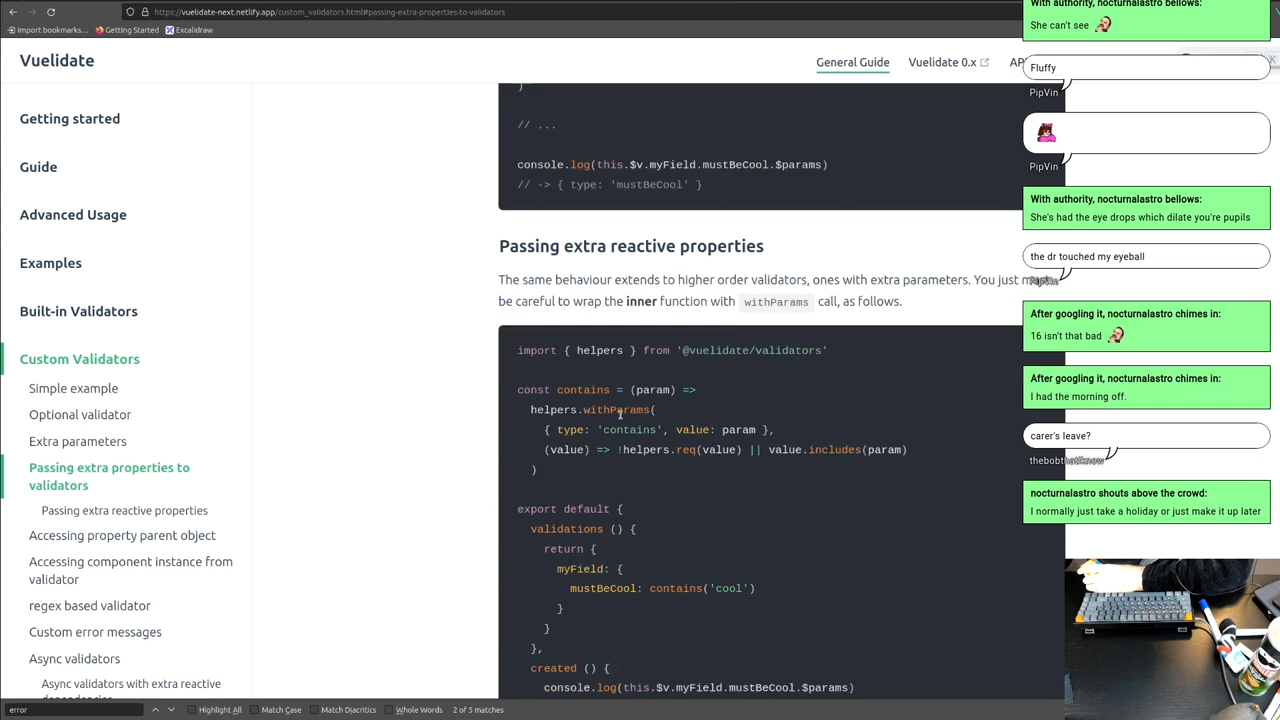 https://vuelidate-next.netlify.app/custom_validators.html#passing-extra-properties-to-validators
Import bookmarks... Getting Started Excalidraw
Vuelidate
General Guide Vuelidate 0.x
Getting started
Guide
Advanced Usage
Examples
Built-in Validators
Custom Validators
Simple example
Optional validator
Extra parameters
Passing extra properties to
validators
Passing extra reactive properties
Accessing property parent object
Accessing component instance from
validator
regex based validator
Custom error messages
Async validators
Async validators with extra reactive
)
// ...
console.log(this.$v.myField.mustBeCool.$params)
// -> { type: 'mustBeCool' }
Passing extra reactive properties
The same behaviour extends to higher order validators, ones with extra parameters. You just must
be careful to wrap the inner function with withParams call, as follows.
import { helpers } from '@vuelidate/validators'
const contains = (param) =>
helpers.withParams(
{ type: 'contains', value: param },
(value) => !helpers.req(value) || value.includes(param)
)
export default {
validations () {
return {
myField: {
mustBeCool: contains('cool')
}
}
},
created () {
console.log(this.$v.myField.mustBeCool.$params)
With authority, nocturnalastro bellows:
She can't see
Fluffy
PipVin
PipVin
With authority, nocturnalastro bellows:
She's had the eye drops which dilate you're pupils
the dr touched my eyeball
PipVin
After googling it, nocturnalastro chimes in:
16 isn't that bad
After googling it, nocturnalastro chimes in:
I had the morning off.
carer's leave?
thebobthatIknow
nocturnalastro shouts above the crowd:
I normally just take a holiday or just make it up later
error
Highlight All Match Case Match Diacritics Whole Words 2 of 5 matches